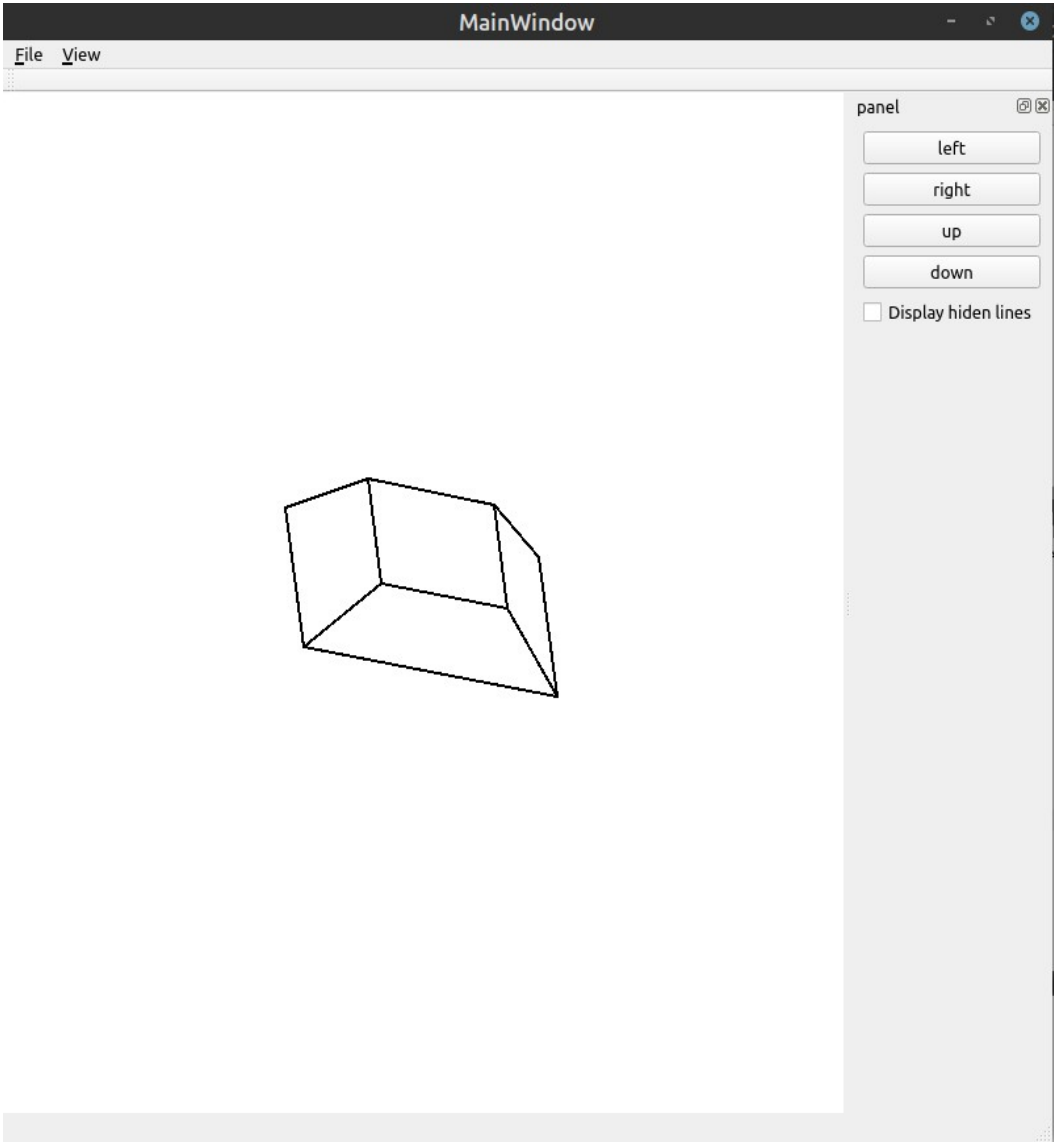 MainWindow
File View
panel
left
right
up
down
Display hiden lines